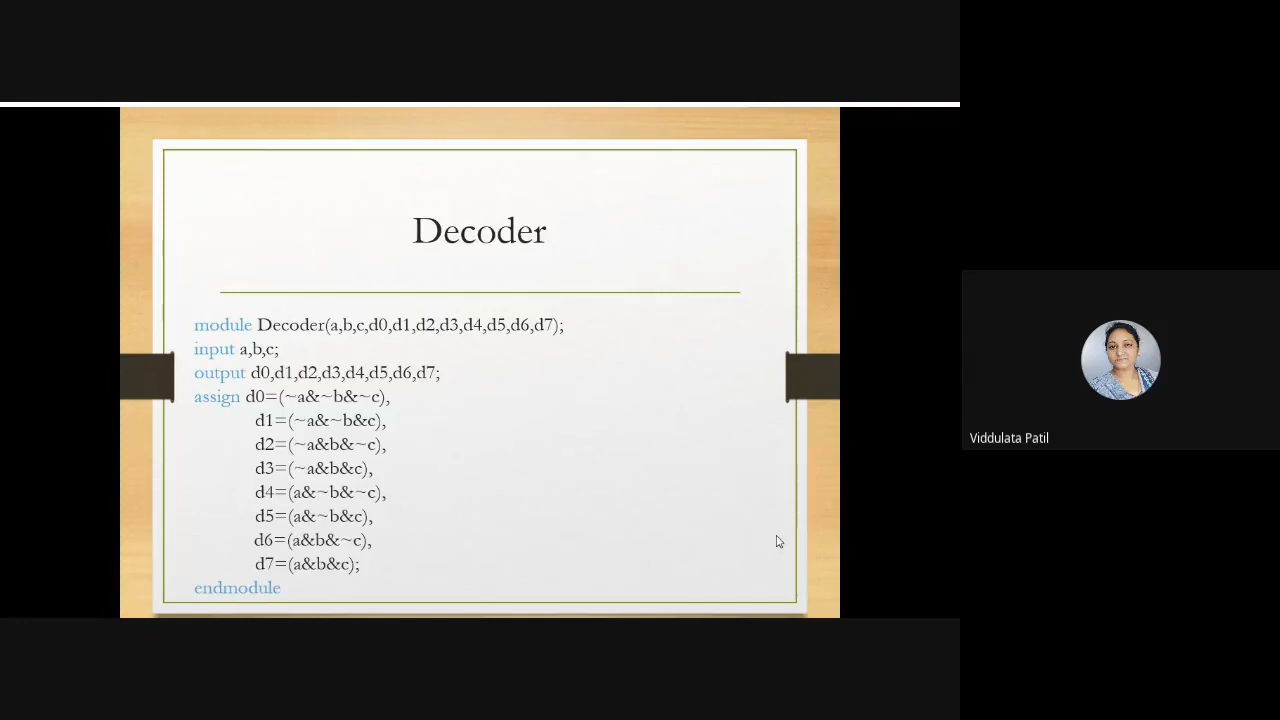 Decoder
module Decoder(a,b,c,d0,d1,d2,d3,d4,d5,d6,d7);
input a,b,c;
output d0,d1,d2,d3,d4,d5,d6,d7;
assign d0=(~a&~b&~c),
d1=(~a&~b&c),
d2=(~a&b&~c),
d3=(~a&b&c),
d4=(a&~b&~c),
d5=(a&~b&c),
d6=(a&b&~c),
d7=(a&b&c);
endmodule
Viddulata Patil